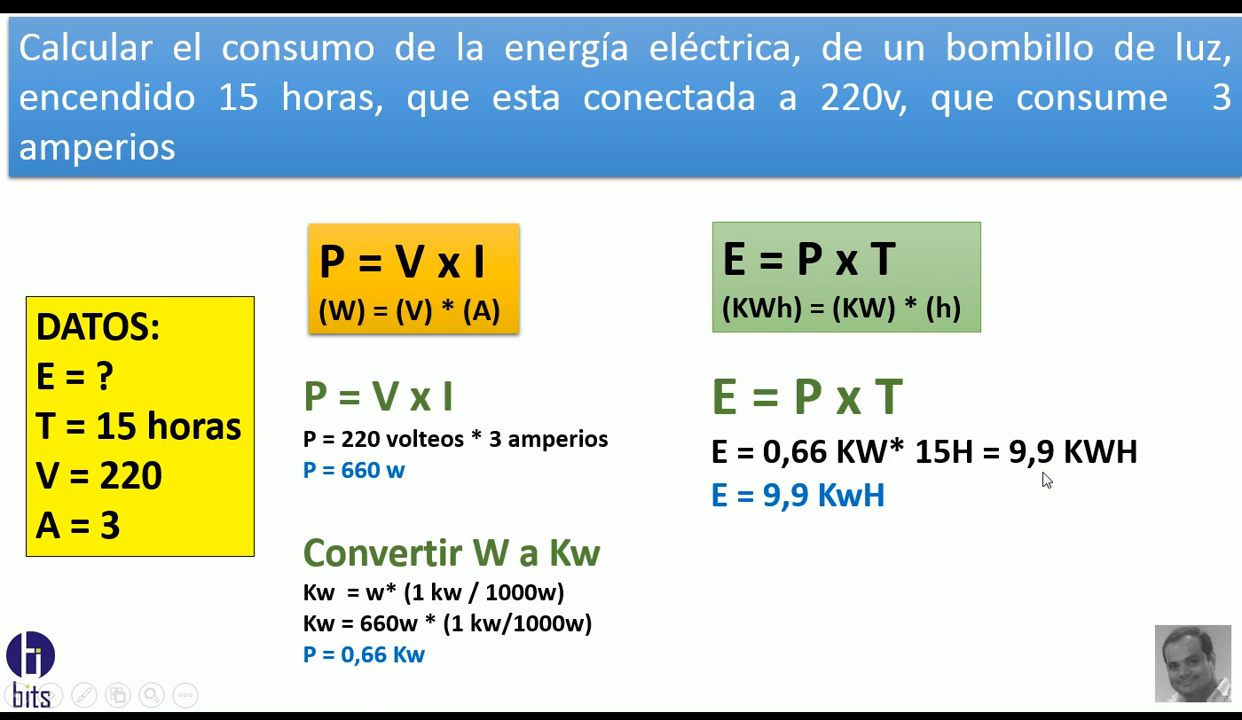 Calcular el consumo de la energía eléctrica, de un bombillo de luz,
encendido 15 horas, que esta conectada a 220v, que consume 3
amperios
P = V x I
(W) = (V) * (A)
E = P x T
(KWh) = (KW) * (h)
DATOS:
E = ?
T = 15 horas
V = 220
A = 3
P = V x I
P = 220 volteos * 3 amperios
P = 660 w
Convertir W a Kw
Kw = w* (1 kw / 1000w)
Kw = 660w * (1 kw/1000w)
P = 0,66 Kw
E = P x T
E = 0,66 KW* 15H = 9,9 KWH
E = 9,9 KwH
hi
bits